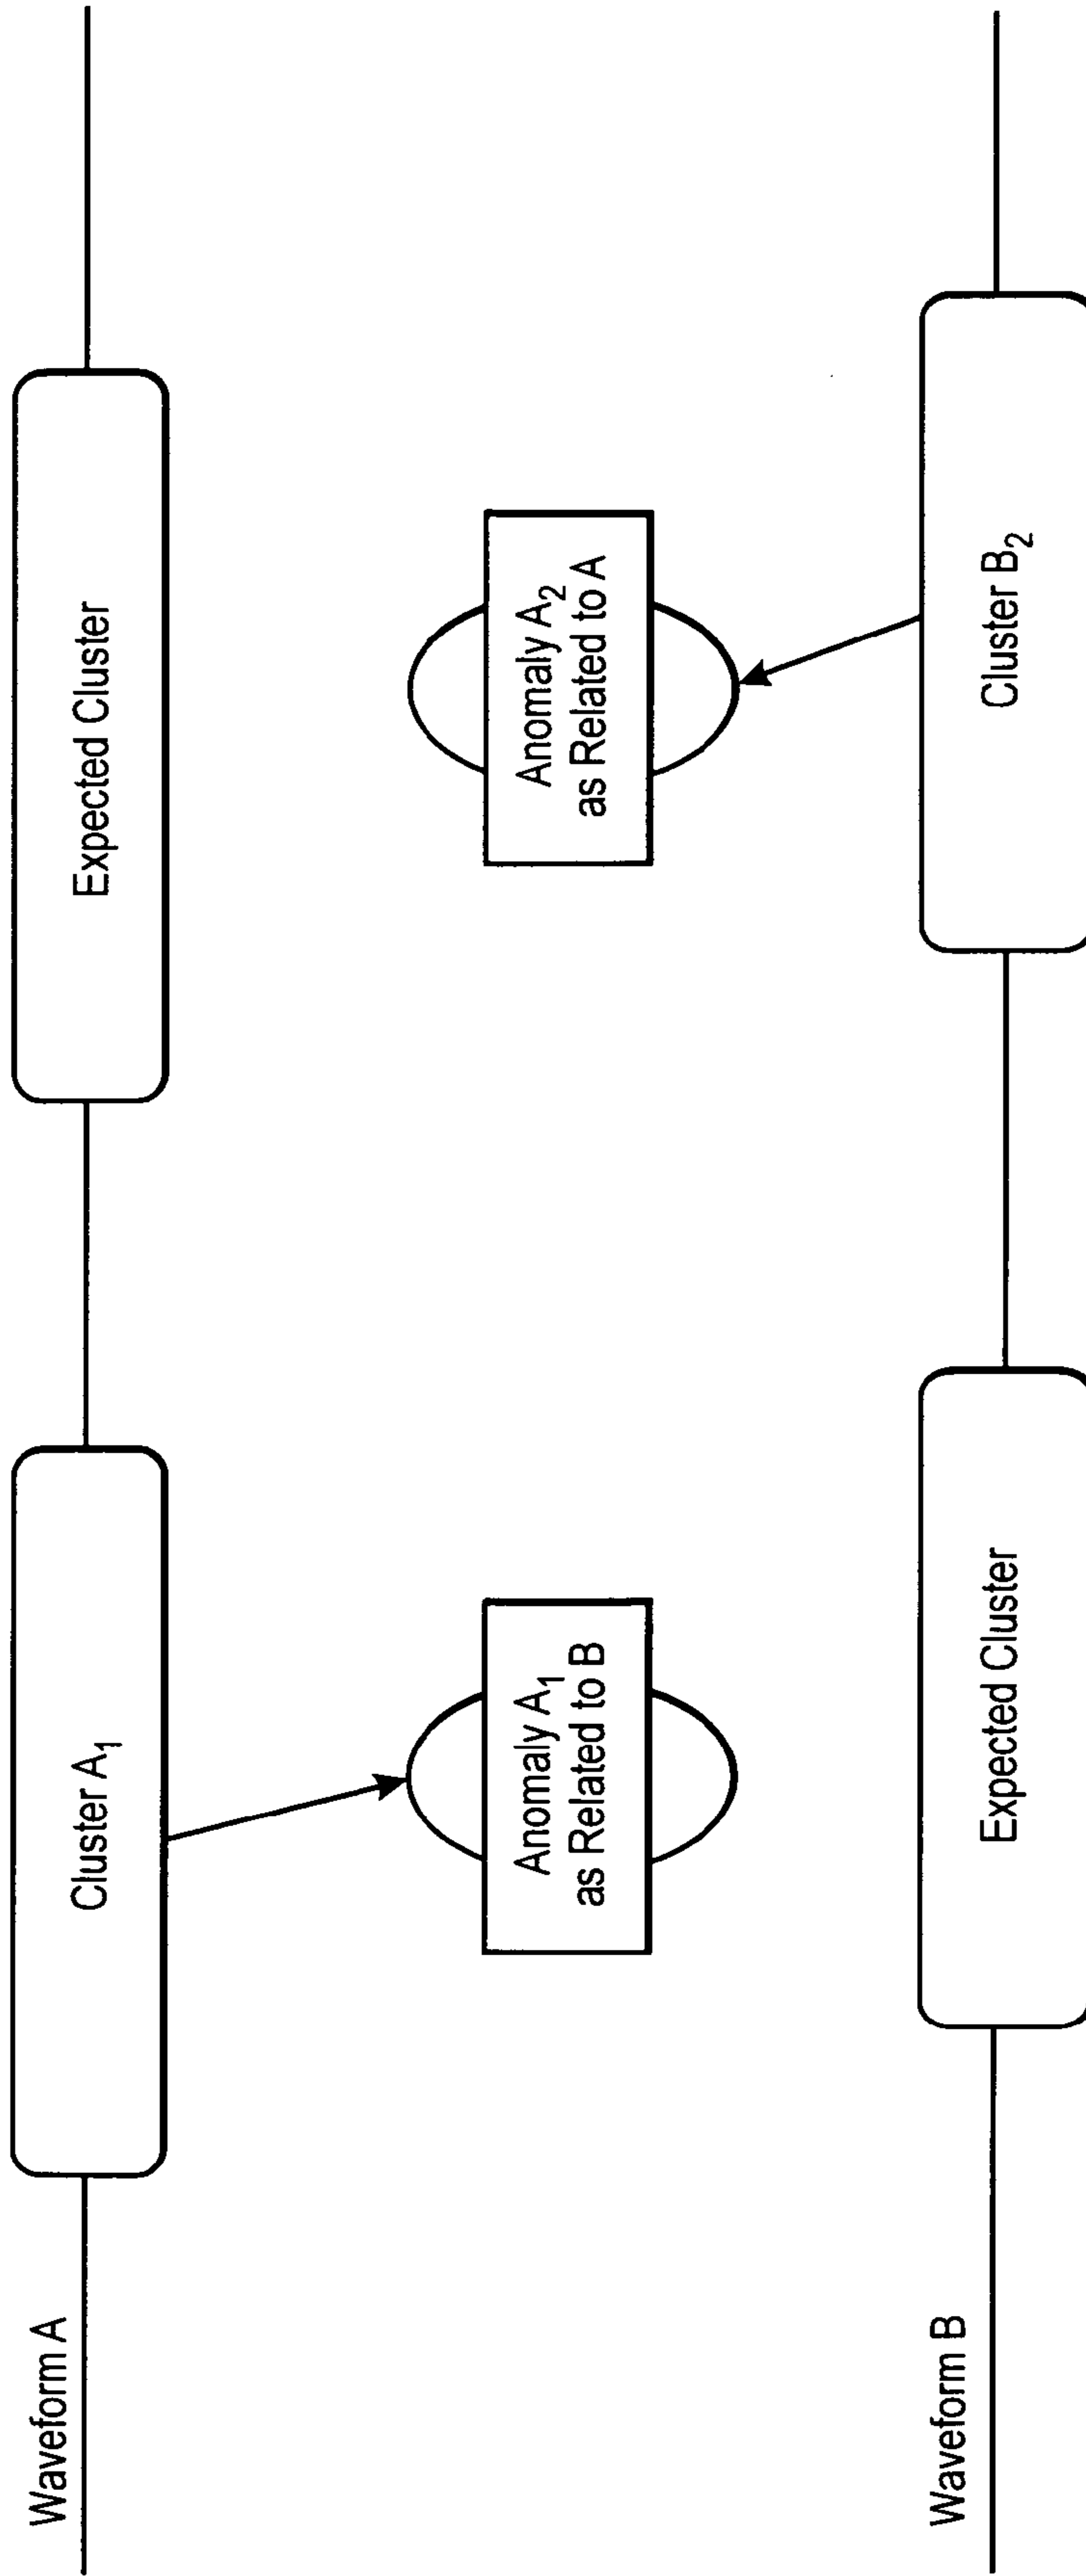 Waveform A
Cluster A₁
Expected Cluster
Anomaly A₁
as Related to B
Anomaly A₂
as Related to A
Waveform B
Expected Cluster
Cluster B₂